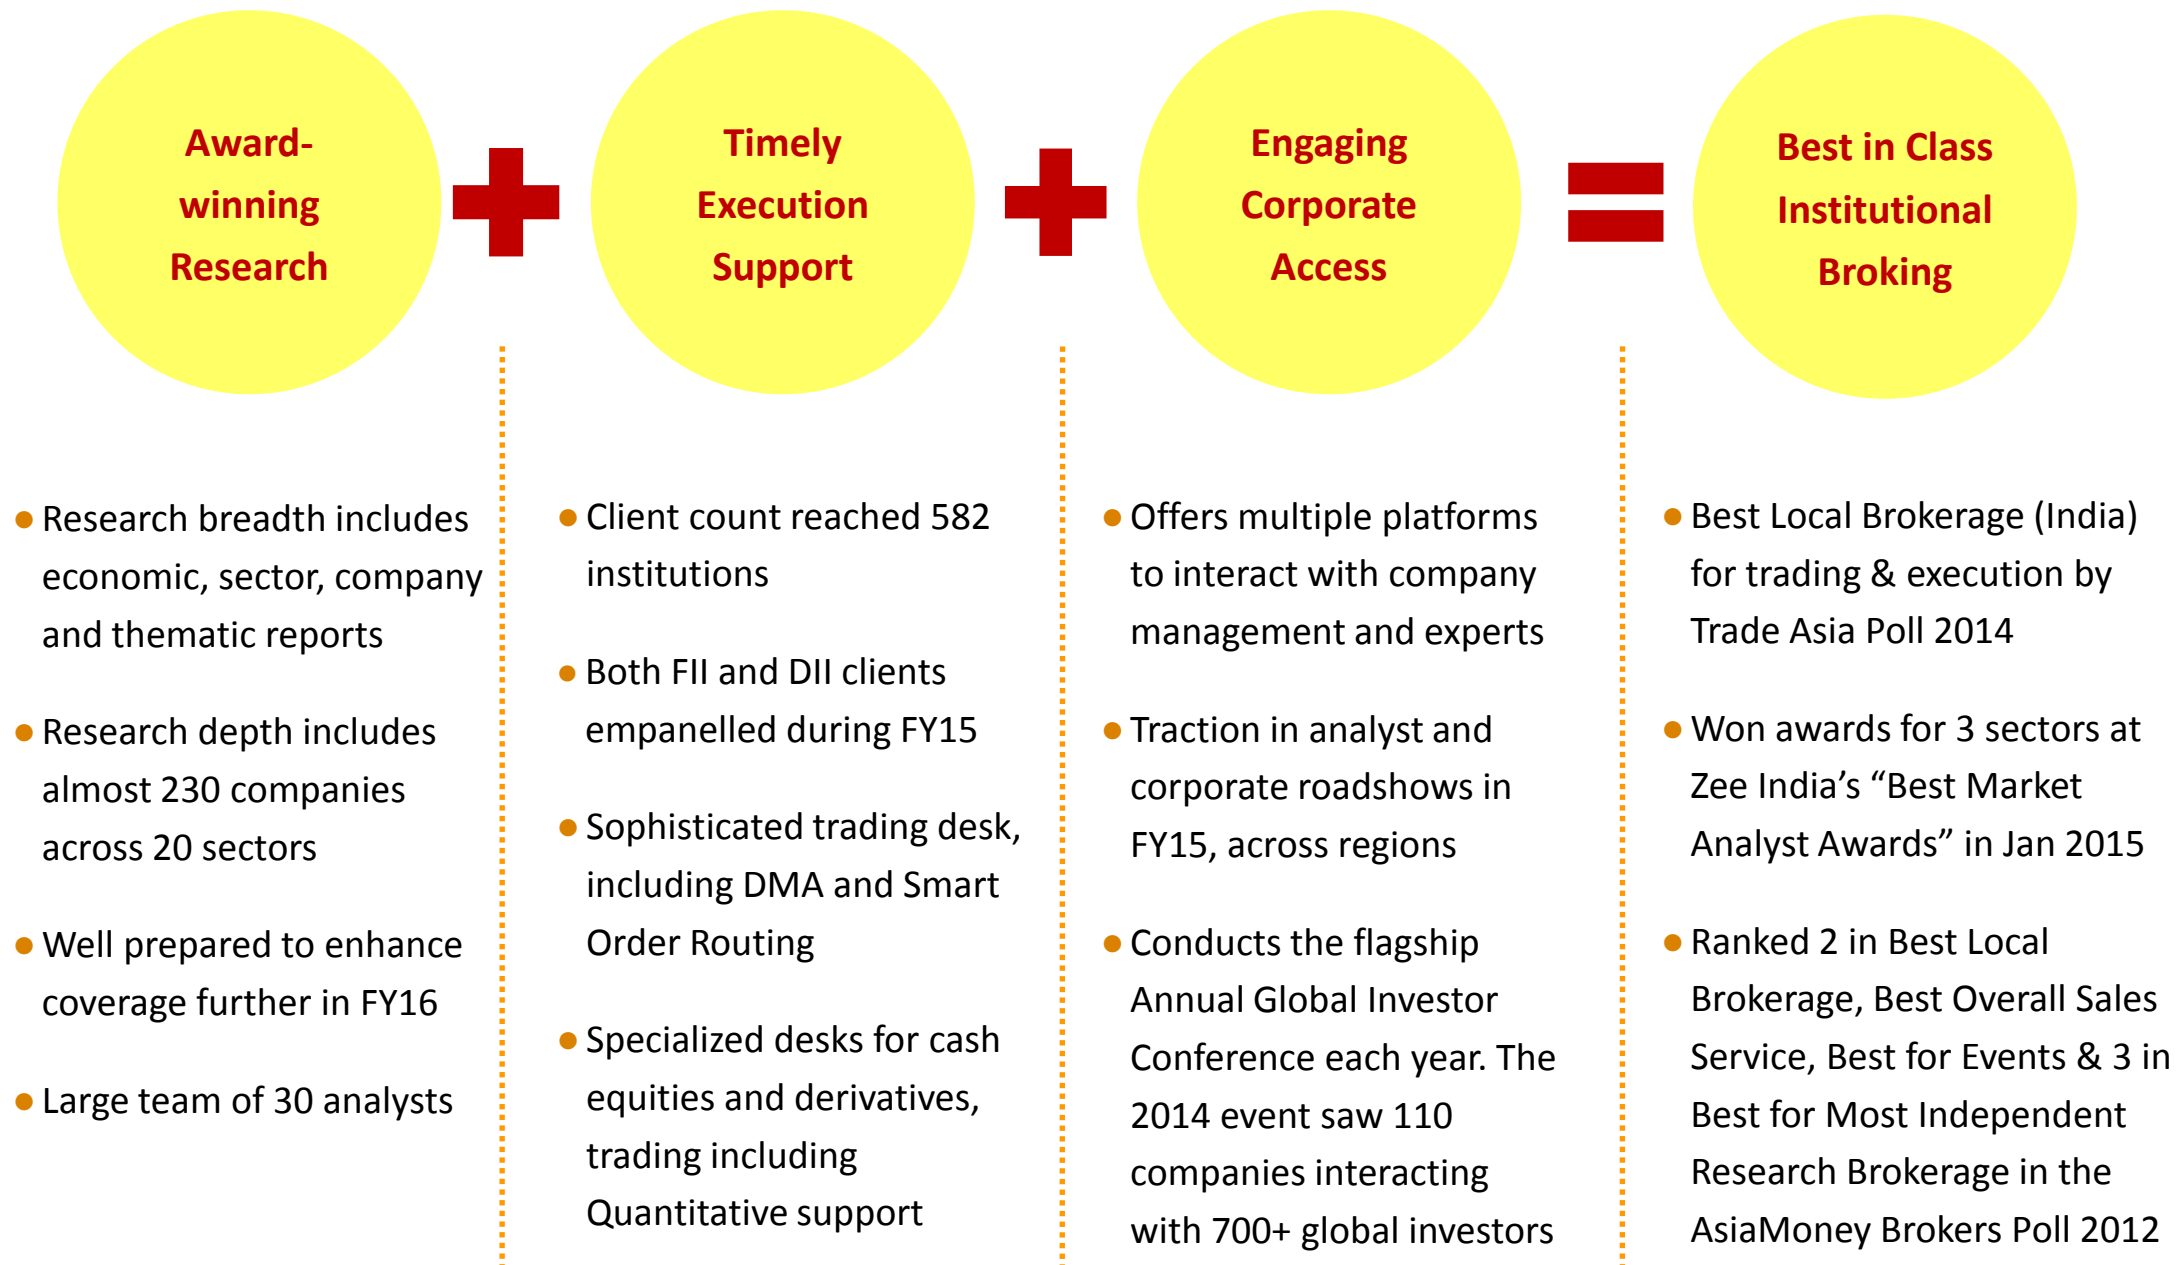 Award-
winning
Research
Timely
Execution
Support
Engaging
Corporate
Access
Best in Class
Institutional
Broking
Research breadth includes
economic, sector, company
and thematic reports
Research depth includes
almost 230 companies
across 20 sectors
Well prepared to enhance
coverage further in FY16
Large team of 30 analysts
Client count reached 582
institutions
Both FII and DII clients
empanelled during FY15
Sophisticated trading desk,
including DMA and Smart
Order Routing
Specialized desks for cash
equities and derivatives,
trading including
Quantitative support
Offers multiple platforms
to interact with company
management and experts
Traction in analyst and
corporate roadshows in
FY15, across regions
Conducts the flagship
Annual Global Investor
Conference each year. The
2014 event saw 110
companies interacting
with 700+ global investors
Best Local Brokerage (India)
for trading & execution by
Trade Asia Poll 2014
Won awards for 3 sectors at
Zee India’s “Best Market
Analyst Awards” in Jan 2015
Ranked 2 in Best Local
Brokerage, Best Overall Sales
Service, Best for Events & 3 in
Best for Most Independent
Research Brokerage in the
AsiaMoney Brokers Poll 2012